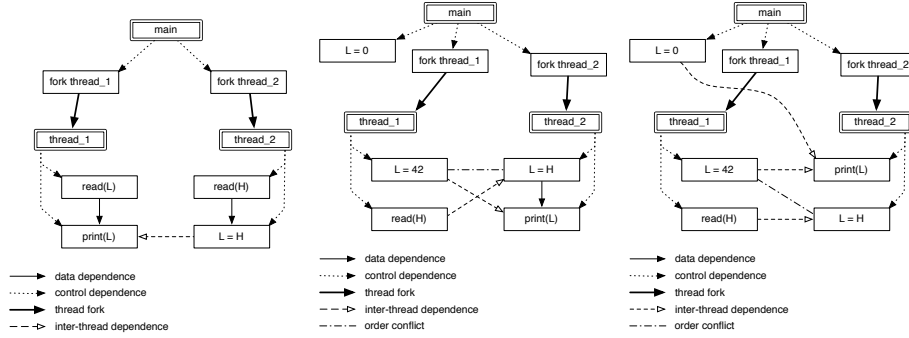 main
fork thread_1
fork thread_2
thread_1
thread_2
read(L)
read(H)
print(L)
L = H
data dependence
control dependence
thread fork
inter-thread dependence
main
L = 0
fork thread_1
fork thread_2
thread_1
thread_2
L = 42
L = H
read(H)
print(L)
data dependence
control dependence
thread fork
inter-thread dependence
order conflict
main
L = 0
fork thread_1
fork thread_2
thread_1
thread_2
L = 42
print(L)
read(H)
L = H
data dependence
control dependence
thread fork
inter-thread dependence
order conflict